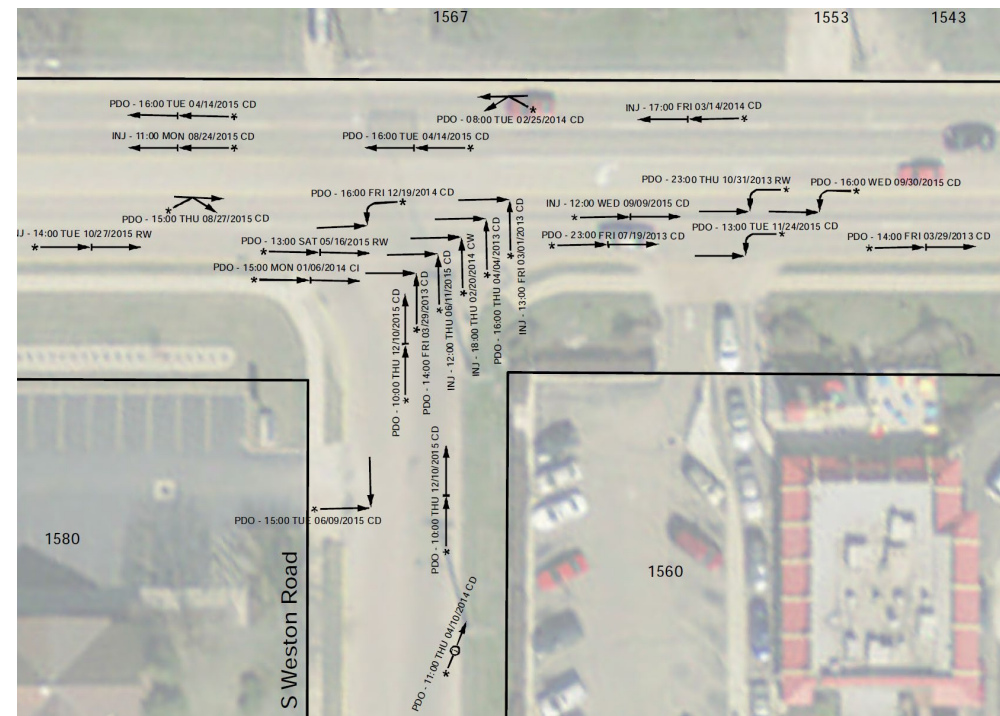 1567
1553
1543
PDO - 16:00 TUE 04/14/2015 CD
INJ - 17:00 FRI 03/14/2014 CD
PDO - 08:00 TUE 02/25/2014 CD
INJ - 11:00 MON 08/24/2015 CD
PDO - 16:00 TUE 04/14/2015 CD
PDO - 23:00 THU 10/31/2013 RW
PDO - 16:00 WED 09/30/2015 CD
PDO - 16:00 FRI 12/19/2014 CD
INJ - 12:00 WED 09/09/2015 CD
PDO - 15:00 THU 08/27/2015 CD
PDO - 13:00 TUE 11/24/2015 CD
NJ - 14:00 TUE 10/27/2015 RW
PDO - 13:00 SAT 05/16/2015 RW
PDO - 23:00 FRI 07/19/2013 CD
PDO - 14:00 FRI 03/29/2013 CD
PDO - 15:00 MON 01/06/2014 CI
PDO - 10:00 THU 12/10/2015 CD
PDO - 14:00 FRI 03/29/2013 CD
INJ - 12:00 THU 06/11/2015 CD
INJ - 18:00 THU 02/20/2014 CW
PDO - 16:00 THU 04/04/2013 CD
INJ - 13:00 FRI 03/01/2013 CD
PDO - 15:00 TUE 06/09/2015 CD
PDO - 10:00 THU 12/10/2015 CD
1580
1560
PDO - 11:00 THU 04/10/2014 CD
S Weston Road